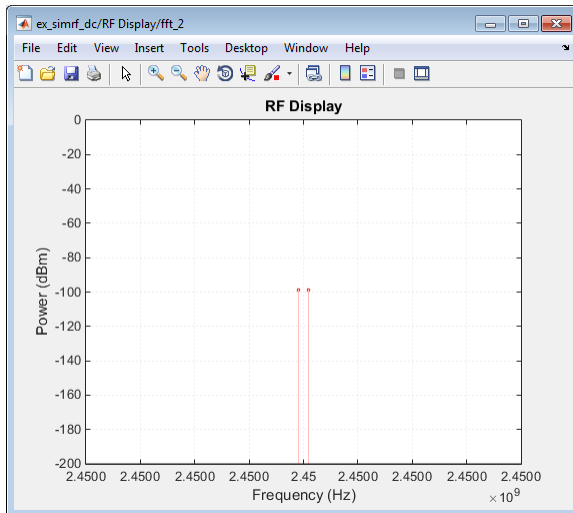 ex_simrf_dc/RF Display/fft_2
File Edit View Insert Tools Desktop Window Help
RF Display
0
-20
-40
-60
-80
-100
-120
-140
-160
-180
-200
Power (dBm)
2.4500 2.4500 2.4500 2.4500 2.45 2.4500 2.4500 2.4500 2.4500
Frequency (Hz)
× 10^9